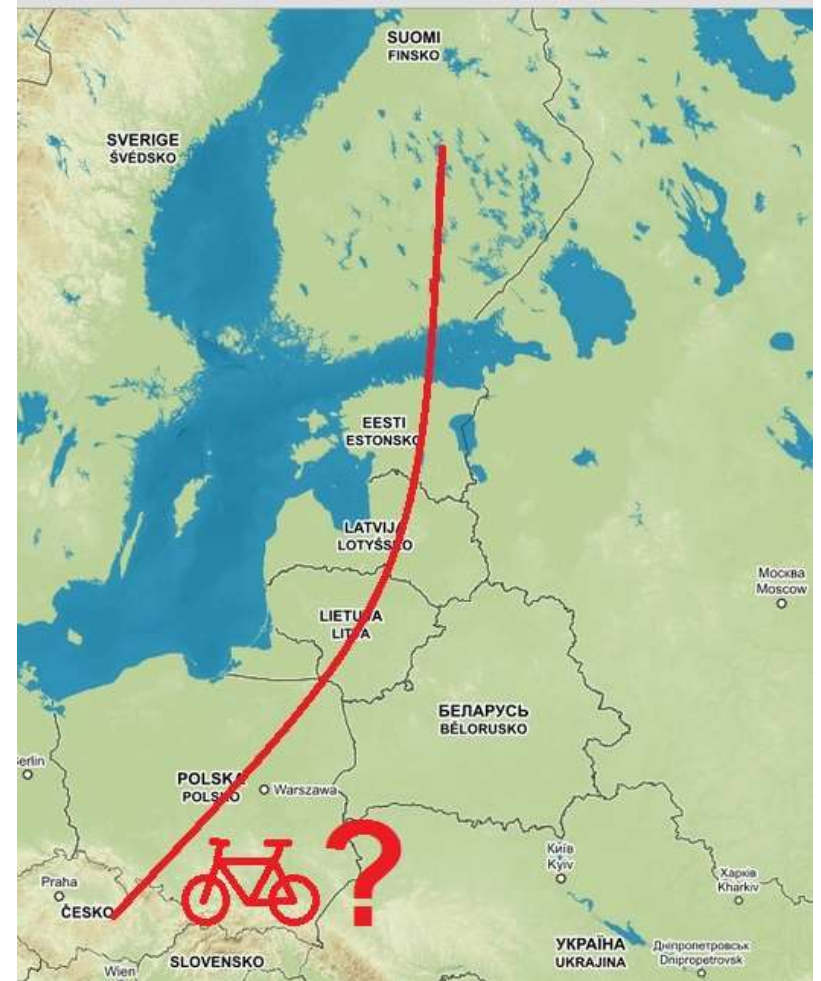 SUOMI
FINSKO
SVERIGE
ŠVÉDSKO
EESTI
ESTONSKO
LATVIJA
LOTYŠSKO
Москва
Moscow
LIETUVA
LITVA
БЕЛАРУСЬ
BĚLORUSKO
erlin
POLSKA
POLSKO
Warszawa
?
Київ
Kyiv
Харків
Kharkiv
Praha
ČESKO
Wien
SLOVENSKO
УКРАЇНА
UKRAJINA
Дніпропетровськ
Dnipropetrovsk